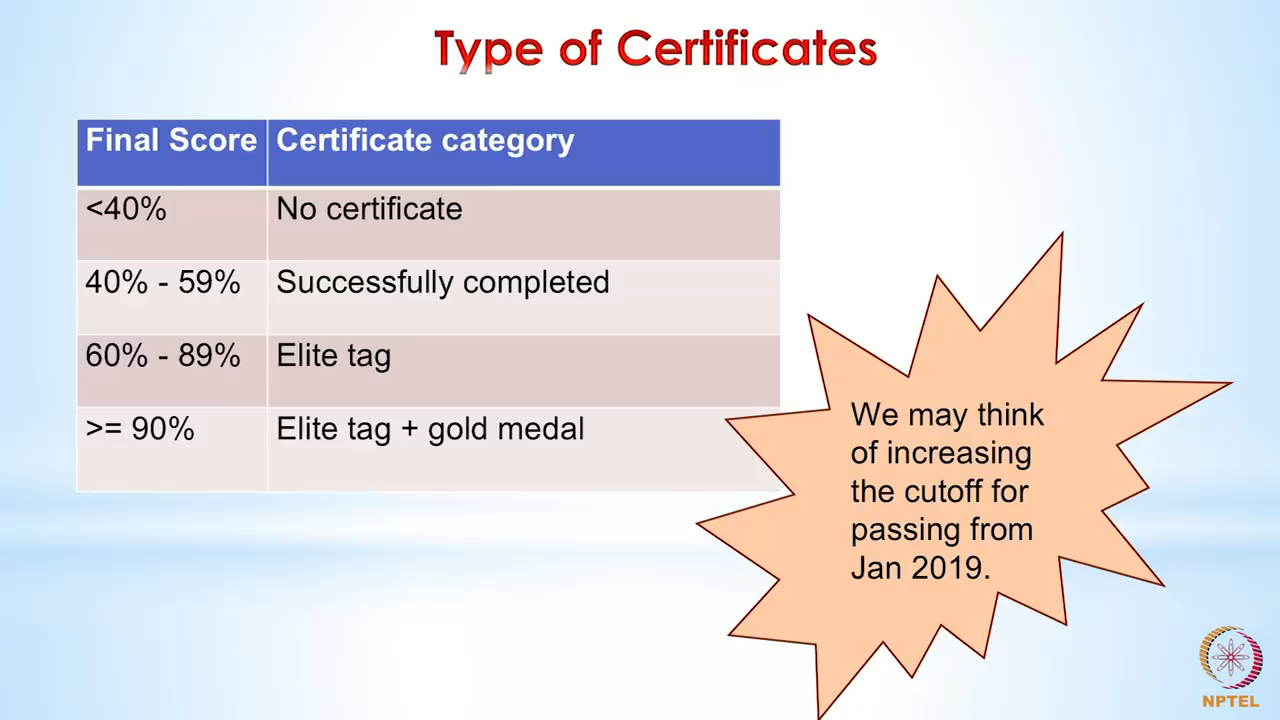 Type of Certificates
Final Score Certificate category
<40% No certificate
40% - 59% Successfully completed
60% - 89% Elite tag
>= 90% Elite tag + gold medal
We may think
of increasing
the cutoff for
passing from
Jan 2019.
NPTEL